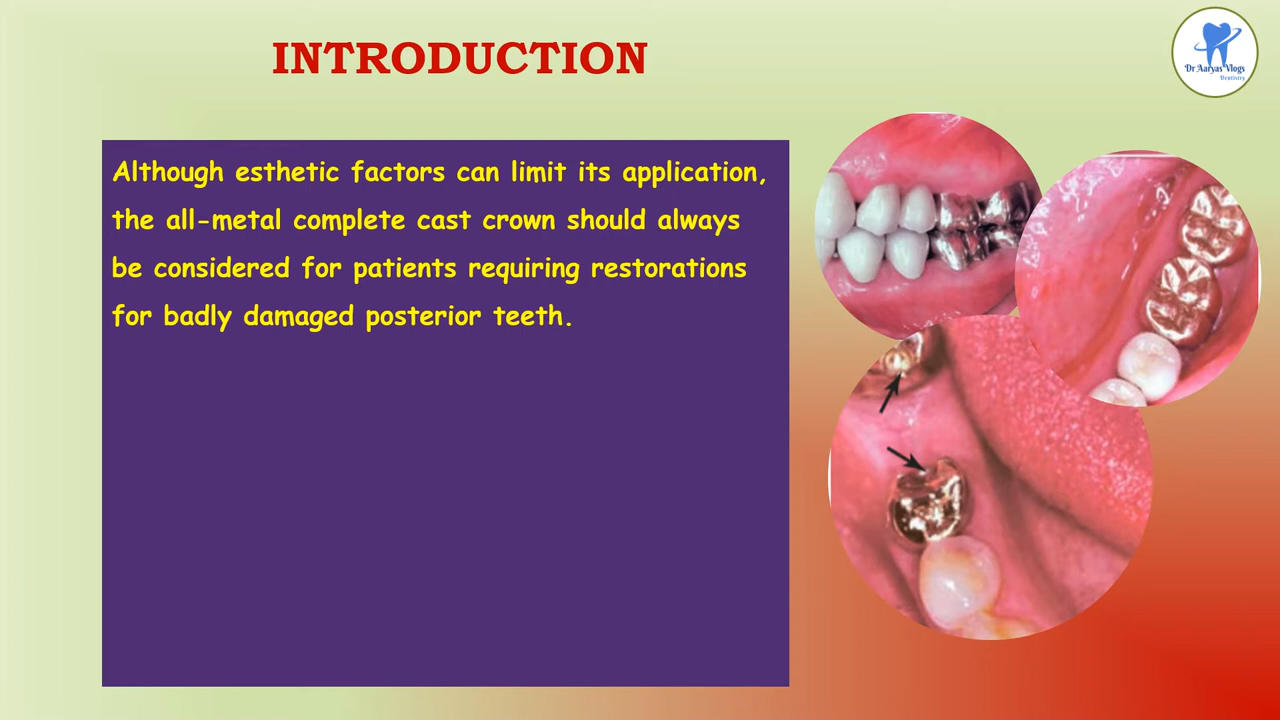 INTRODUCTION
Dr Aaryas Vlogs
Dentistry
Although esthetic factors can limit its application,
the all-metal complete cast crown should always
be considered for patients requiring restorations
for badly damaged posterior teeth.